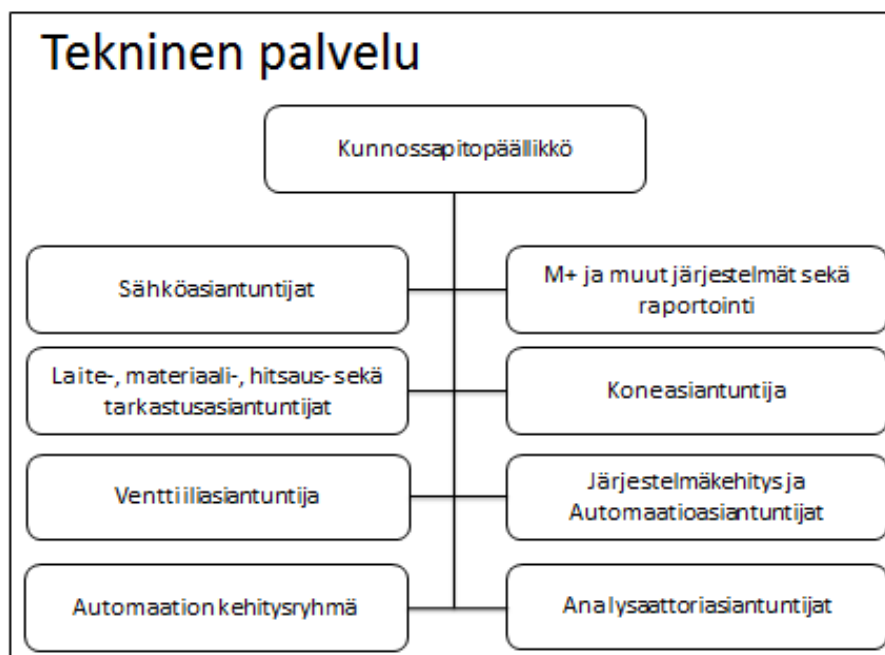 Tekninen palvelu
Kunnossapitopäällikkö
Sähköasiantuntijat
M+ ja muut järjestelmät sekä
raportointi
Laite-, materiaali-, hitsaus- sekä
tarkastusasiantuntijat
Koneasiantuntija
Venttiiliasiantuntija
Järjestelmäkehitys ja
Automaatioasiantuntijat
Automaation kehitysryhmä
Analysaattoriasiantuntijat